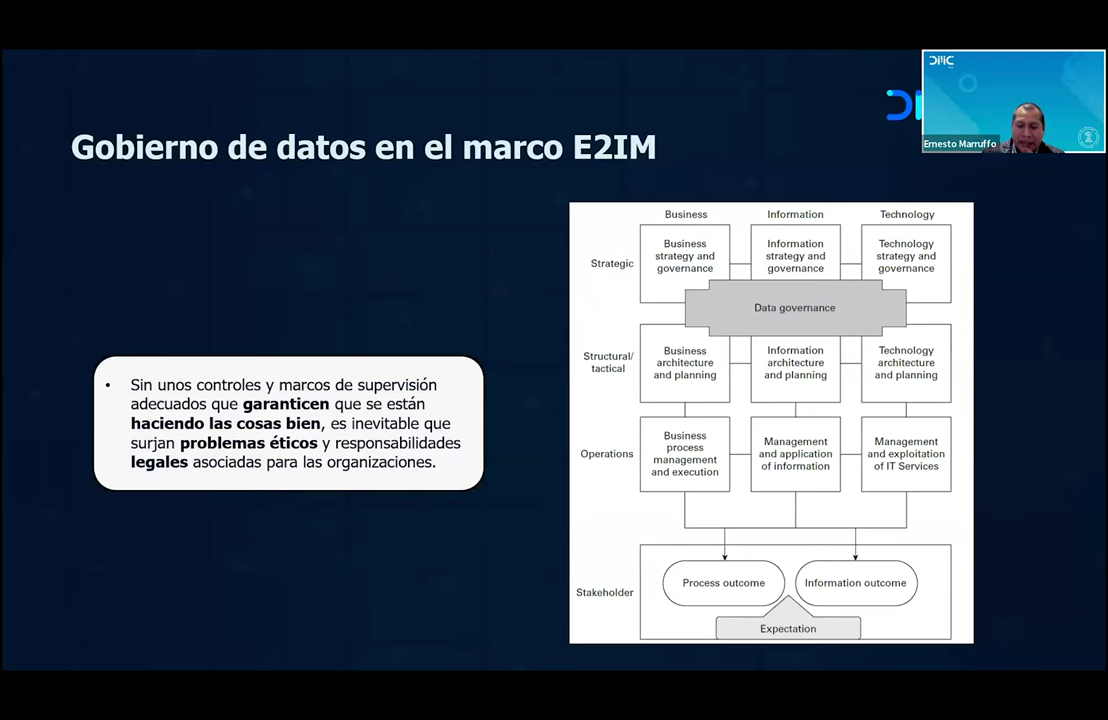 DMC
Ernesto Marruffo
Gobierno de datos en el marco E2IM
• Sin unos controles y marcos de supervisión
adecuados que garanticen que se están
haciendo las cosas bien, es inevitable que
surjan problemas éticos y responsabilidades
legales asociadas para las organizaciones.
Business Information Technology
Strategic
Business
strategy and
governance
Information
strategy and
governance
Technology
strategy and
governance
Data governance
Structural/
tactical
Business
architecture
and planning
Information
architecture
and planning
Technology
architecture
and planning
Operations
Business
process
management
and execution
Management
and application
of information
Management
and exploitation
of IT Services
Stakeholder
Process outcome
Information outcome
Expectation